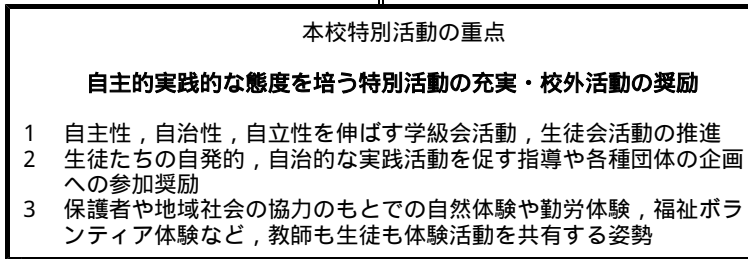 本校特別活動の重点
自主的実践的な態度を培う特別活動の充実・校外活動の奨励
1 自主性，自治性，自立性を伸ばす学級会活動，生徒会活動の推進
2 生徒たちの自発的，自治的な実践活動を促す指導や各種団体の企画
への参加奨励
3 保護者や地域社会の協力のもとでの自然体験や勤労体験，福祉ボラ
ンティア体験など，教師も生徒も体験活動を共有する姿勢